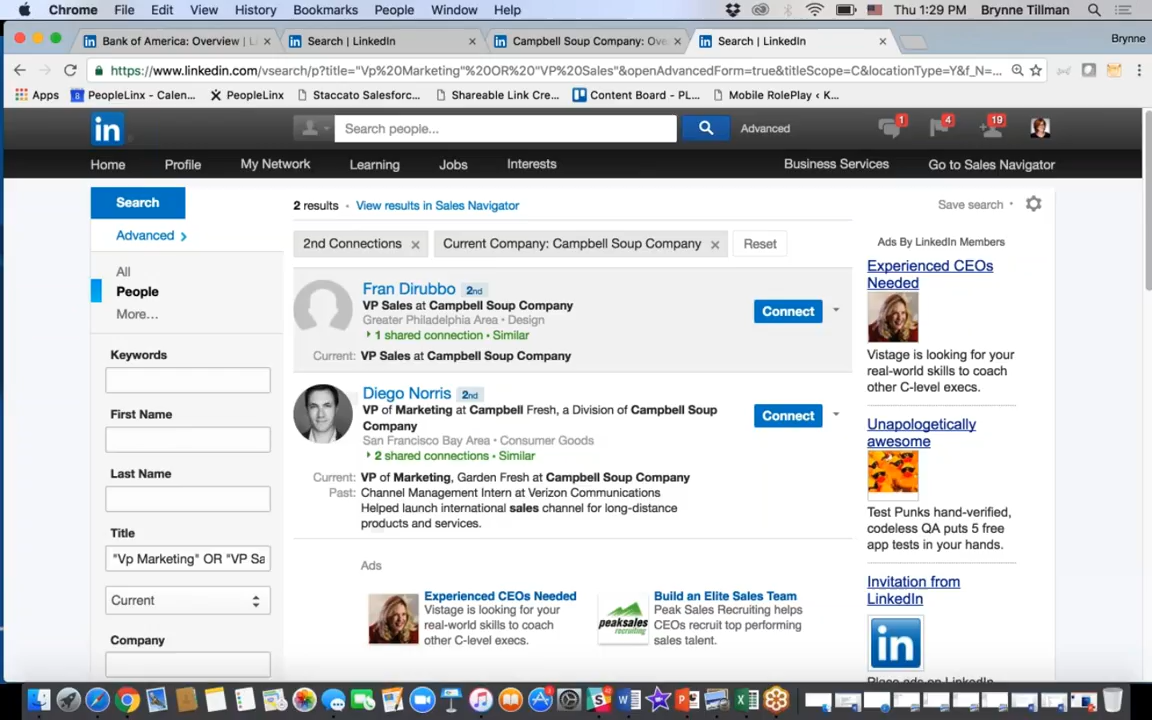 Chrome File Edit View History Bookmarks People Window Help Thu 1:29 PM Brynne Tillman
Bank of America: Overview | L × Search | LinkedIn × Campbell Soup Company: Ove × Search | LinkedIn × Brynne
https://www.linkedin.com/vsearch/p?title="Vp%20Marketing"%20OR%20"VP%20Sales"&openAdvancedForm=true&titleScope=C&locationType=Y&f_N=...
Apps PeopleLinx - Calen... PeopleLinx Staccato Salesforc... Shareable Link Cre... Content Board - PL... Mobile RolePlay ‹ K...
in Search people... Advanced 1 4 19
Home Profile My Network Learning Jobs Interests Business Services Go to Sales Navigator
Search
Advanced
All
People
More...
Keywords
First Name
Last Name
Title
"Vp Marketing" OR "VP Sa
Current
Company
2 results · View results in Sales Navigator
Save search
2nd Connections × Current Company: Campbell Soup Company × Reset
Fran Dirubbo 2nd
VP Sales at Campbell Soup Company
Greater Philadelphia Area • Design
1 shared connection • Similar
Current: VP Sales at Campbell Soup Company
Connect
Diego Norris 2nd
VP of Marketing at Campbell Fresh, a Division of Campbell Soup
Company
San Francisco Bay Area • Consumer Goods
2 shared connections • Similar
Current: VP of Marketing, Garden Fresh at Campbell Soup Company
Past: Channel Management Intern at Verizon Communications
Helped launch international sales channel for long-distance
products and services.
Connect
Ads
Experienced CEOs Needed
Vistage is looking for your
real-world skills to coach
other C-level execs.
peaksales
recruiting
Build an Elite Sales Team
Peak Sales Recruiting helps
CEOs recruit top performing
sales talent.
Ads By LinkedIn Members
Experienced CEOs
Needed
Vistage is looking for your
real-world skills to coach
other C-level execs.
Unapologetically
awesome
Test Punks hand-verified,
codeless QA puts 5 free
app tests in your hands.
Invitation from
LinkedIn
in